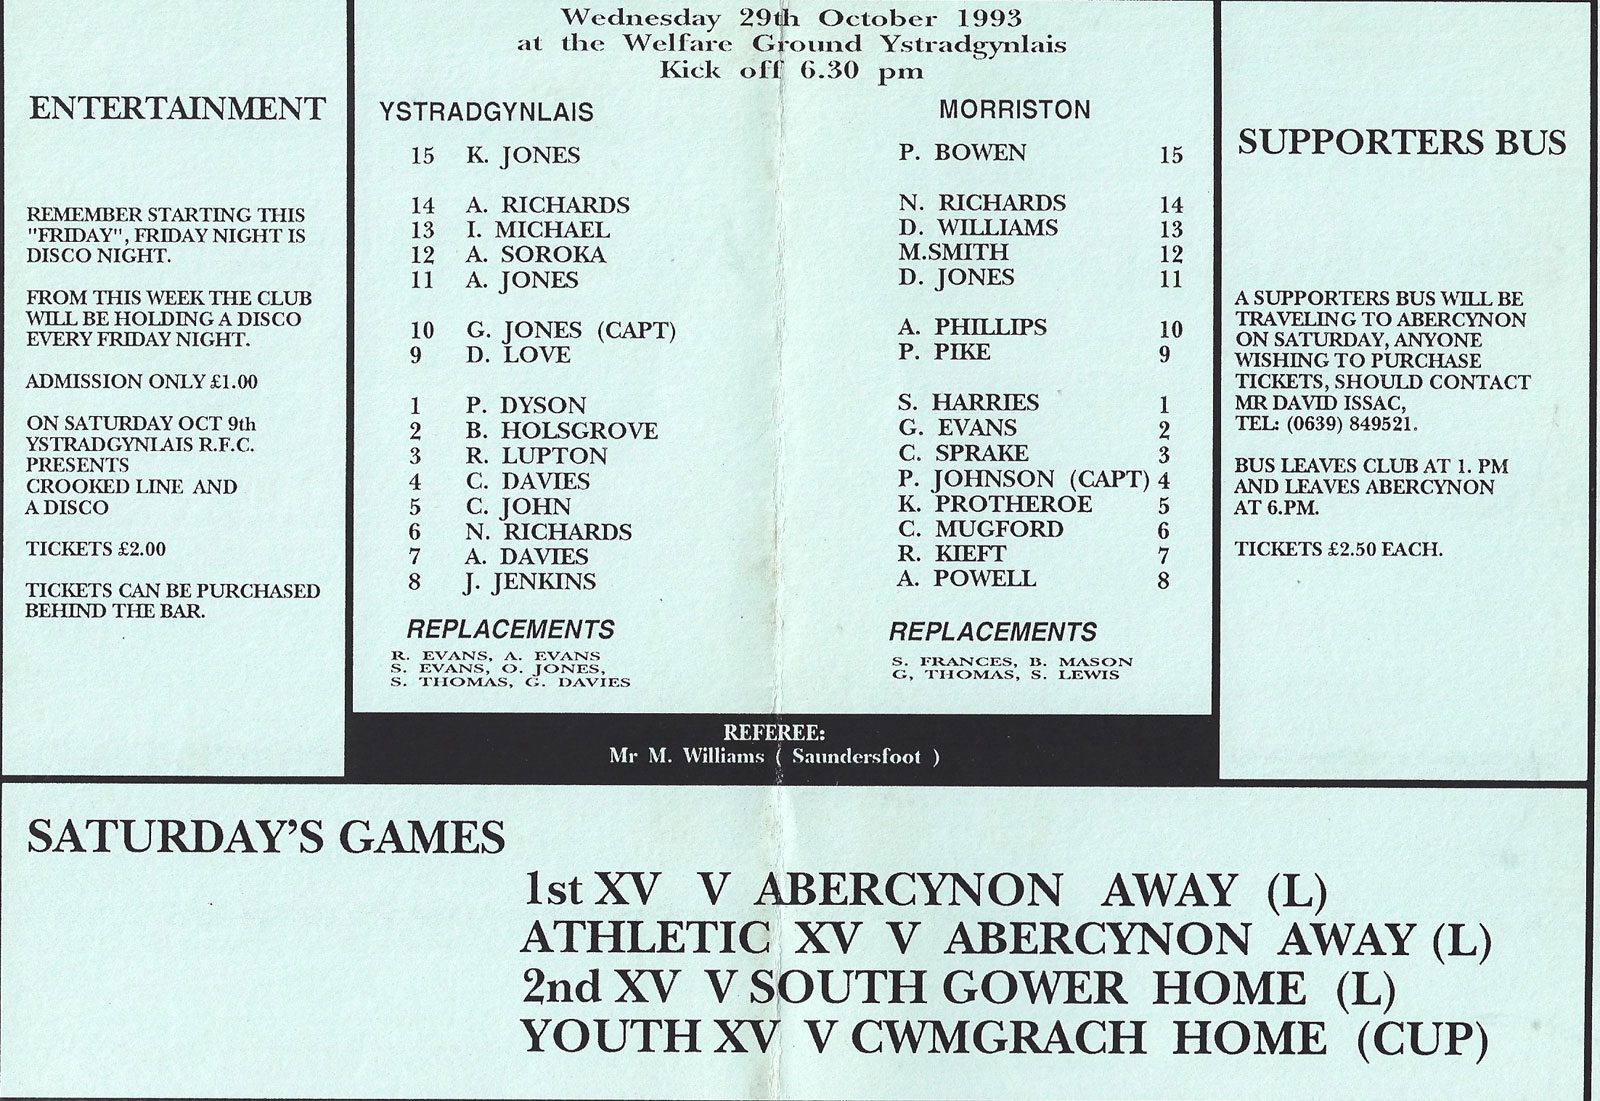 Wednesday 29th October 1993
at the Welfare Ground Ystradgynlais
Kick off 6.30 pm
ENTERTAINMENT
REMEMBER STARTING THIS
"FRIDAY", FRIDAY NIGHT IS
DISCO NIGHT.
FROM THIS WEEK THE CLUB
WILL BE HOLDING A DISCO
EVERY FRIDAY NIGHT.
ADMISSION ONLY £1.00
ON SATURDAY OCT 9th
YSTRADGYNLAIS R.F.C.
PRESENTS
CROOKED LINE AND
A DISCO
TICKETS £2.00
TICKETS CAN BE PURCHASED
BEHIND THE BAR.
YSTRADGYNLAIS
15 K. JONES
14 A. RICHARDS
13 I. MICHAEL
12 A. SOROKA
11 A. JONES
10 G. JONES (CAPT)
9 D. LOVE
1 P. DYSON
2 B. HOLSGROVE
3 R. LUPTON
4 C. DAVIES
5 C. JOHN
6 N. RICHARDS
7 A. DAVIES
8 J. JENKINS
REPLACEMENTS
R. EVANS, A. EVANS
S. EVANS, O. JONES,
S. THOMAS, G. DAVIES
MORRISTON
P. BOWEN 15
N. RICHARDS 14
D. WILLIAMS 13
M.SMITH 12
D. JONES 11
A. PHILLIPS 10
P. PIKE 9
S. HARRIES 1
G. EVANS 2
C. SPRAKE 3
P. JOHNSON (CAPT) 4
K. PROTHEROE 5
C. MUGFORD 6
R. KIEFT 7
A. POWELL 8
REPLACEMENTS
S. FRANCES, B. MASON
G, THOMAS, S. LEWIS
REFEREE:
Mr M. Williams ( Saundersfoot )
SUPPORTERS BUS
A SUPPORTERS BUS WILL BE
TRAVELING TO ABERCYNON
ON SATURDAY, ANYONE
WISHING TO PURCHASE
TICKETS, SHOULD CONTACT
MR DAVID ISSAC,
TEL: (0639) 849521.
BUS LEAVES CLUB AT 1. PM
AND LEAVES ABERCYNON
AT 6.PM.
TICKETS £2.50 EACH.
SATURDAY'S GAMES
1st XV V ABERCYNON AWAY (L)
ATHLETIC XV V ABERCYNON AWAY (L)
2nd XV V SOUTH GOWER HOME (L)
YOUTH XV V CWMGRACH HOME (CUP)